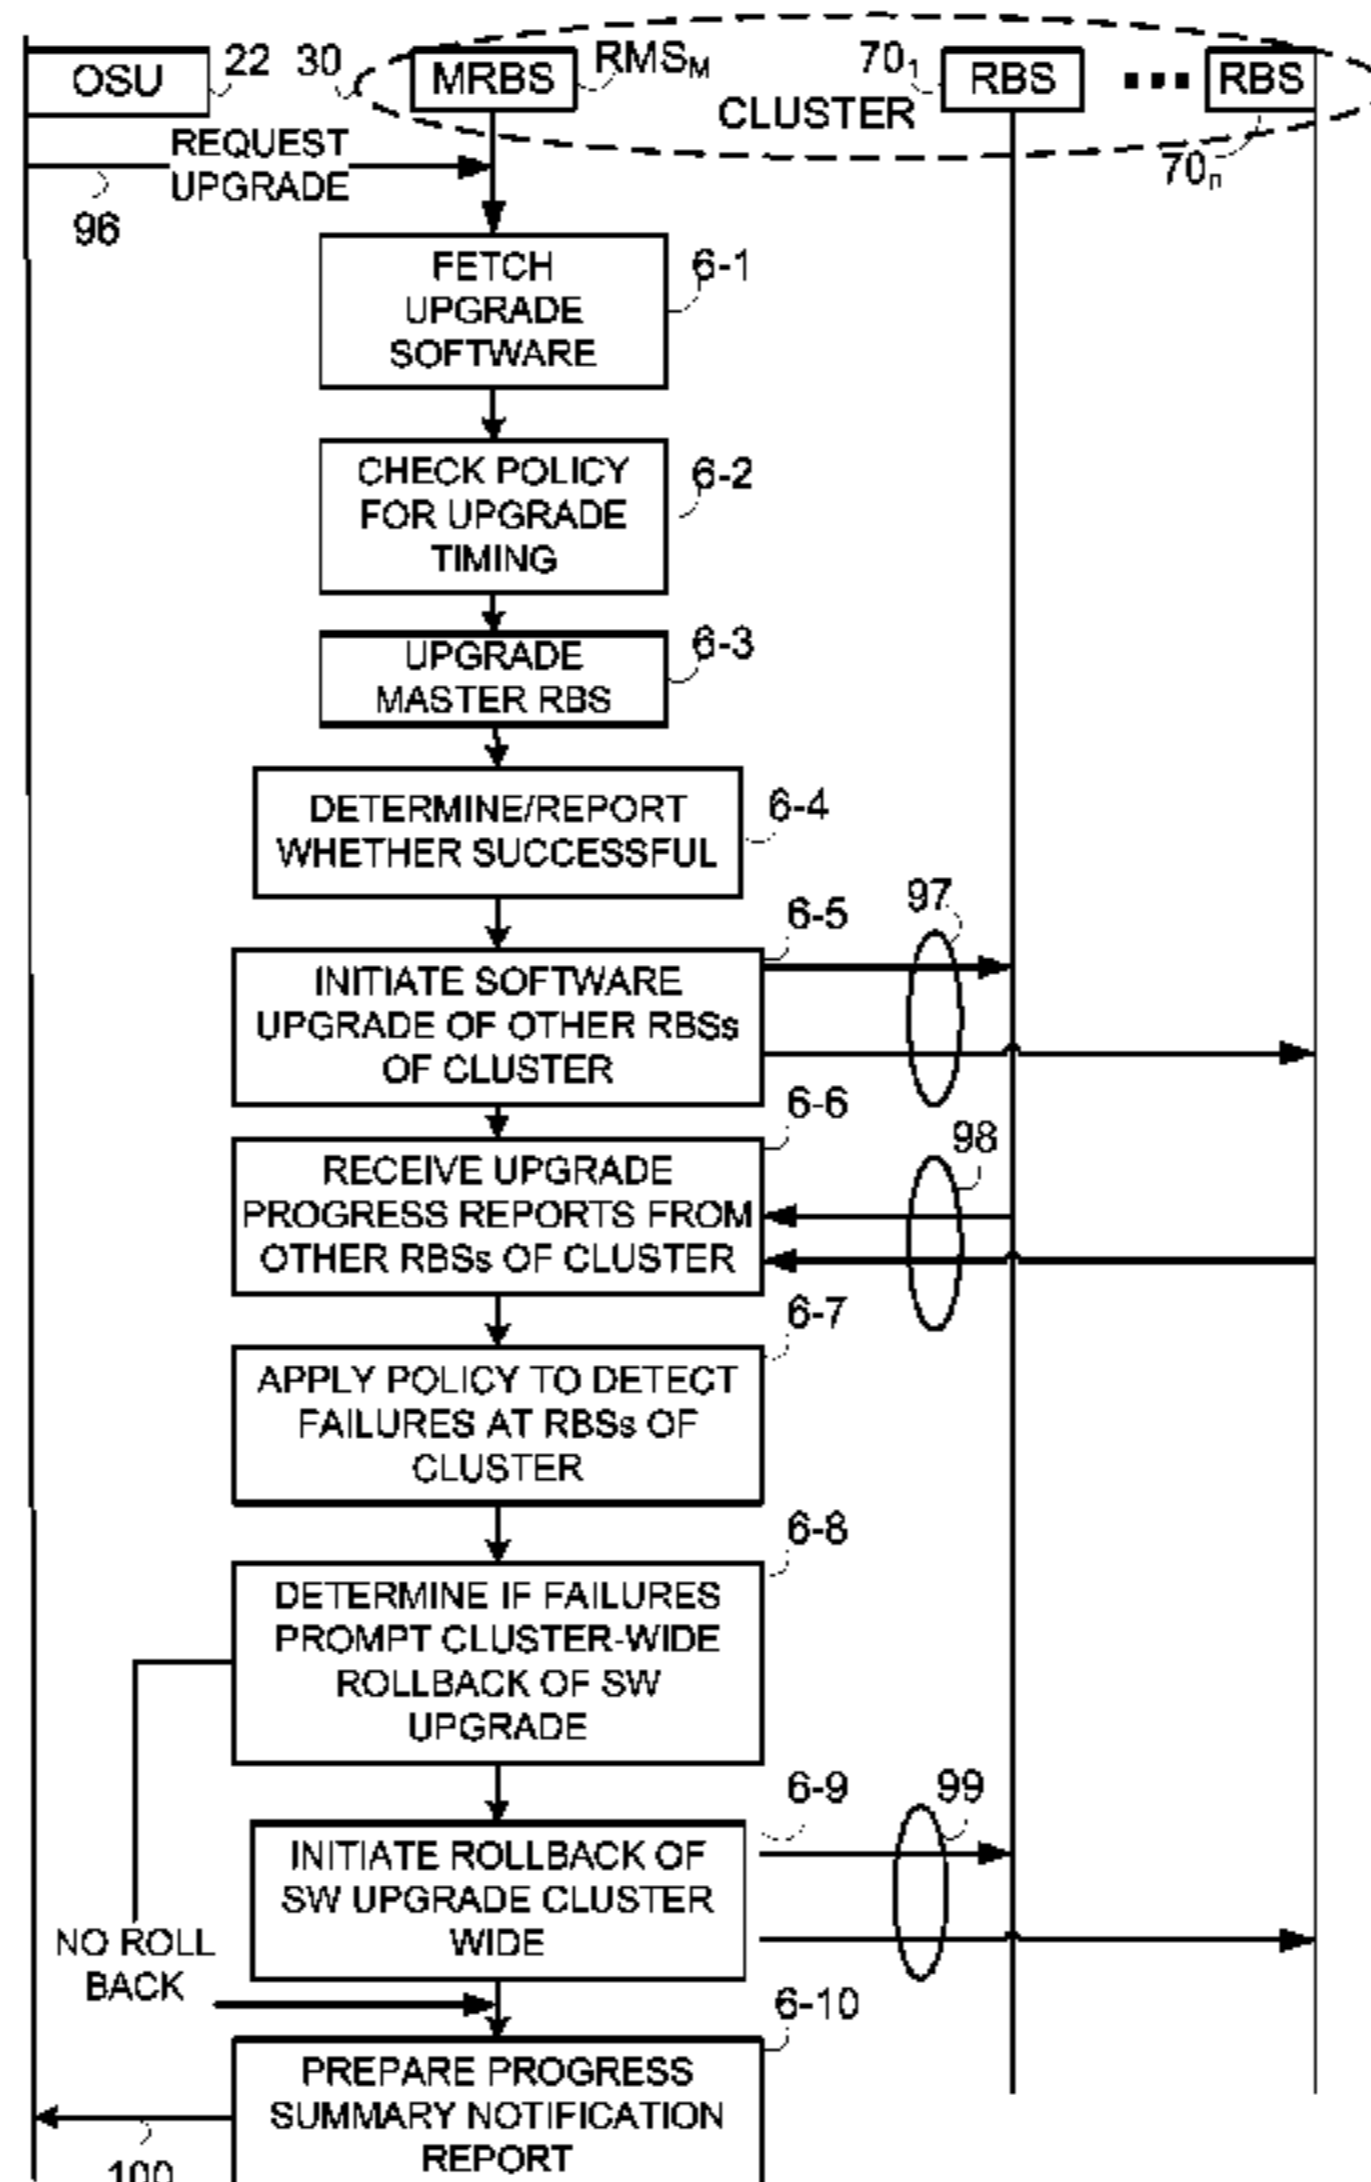 OSU
22
30
MRBS
RMSM
701
RBS
RBS
CLUSTER
70n
REQUEST
UPGRADE
96
FETCH
UPGRADE
SOFTWARE
6-1
CHECK POLICY
FOR UPGRADE
TIMING
6-2
UPGRADE
MASTER RBS
6-3
DETERMINE/REPORT
WHETHER SUCCESSFUL
6-4
INITIATE SOFTWARE
UPGRADE OF OTHER RBSs
OF CLUSTER
6-5
97
RECEIVE UPGRADE
PROGRESS REPORTS FROM
OTHER RBSs OF CLUSTER
6-6
98
APPLY POLICY TO DETECT
FAILURES AT RBSs OF
CLUSTER
6-7
DETERMINE IF FAILURES
PROMPT CLUSTER-WIDE
ROLLBACK OF SW
UPGRADE
6-8
INITIATE ROLLBACK OF
SW UPGRADE CLUSTER
WIDE
6-9
99
NO ROLL
BACK
PREPARE PROGRESS
SUMMARY NOTIFICATION
REPORT
6-10
100